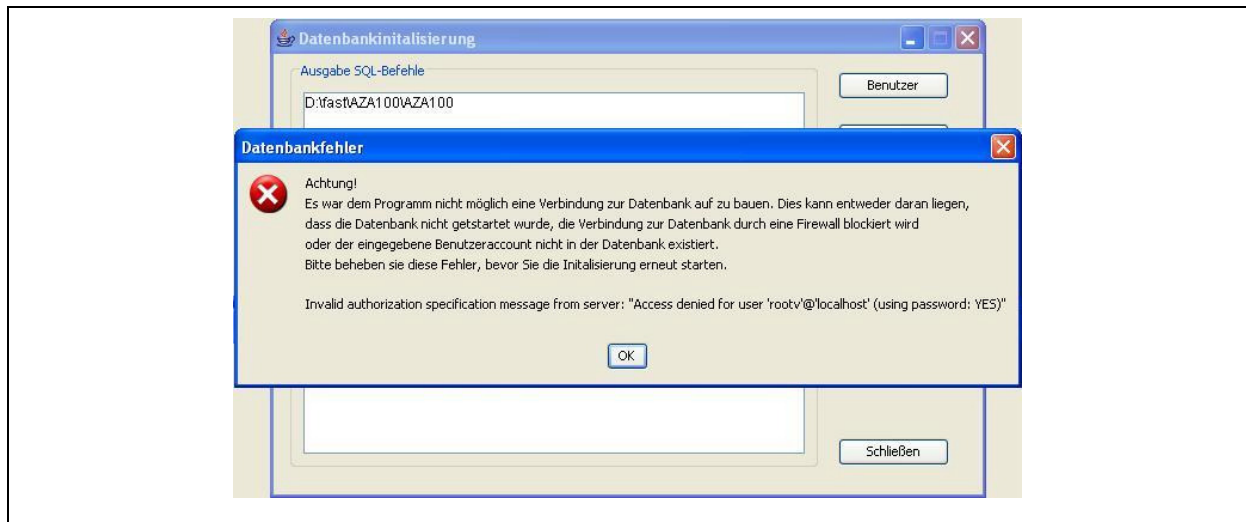 Datenbankinitalisierung
Ausgabe SQL-Befehle
Benutzer
D:\fast\AZA100\AZA100
Datenbankfehler
Achtung!
Es war dem Programm nicht möglich eine Verbindung zur Datenbank auf zu bauen. Dies kann entweder daran liegen,
dass die Datenbank nicht getstartet wurde, die Verbindung zur Datenbank durch eine Firewall blockiert wird
oder der eingegebene Benutzeraccount nicht in der Datenbank existiert.
Bitte beheben sie diese Fehler, bevor Sie die Initalisierung erneut starten.
Invalid authorization specification message from server: "Access denied for user 'rootv'@'localhost' (using password: YES)"
OK
Schließen